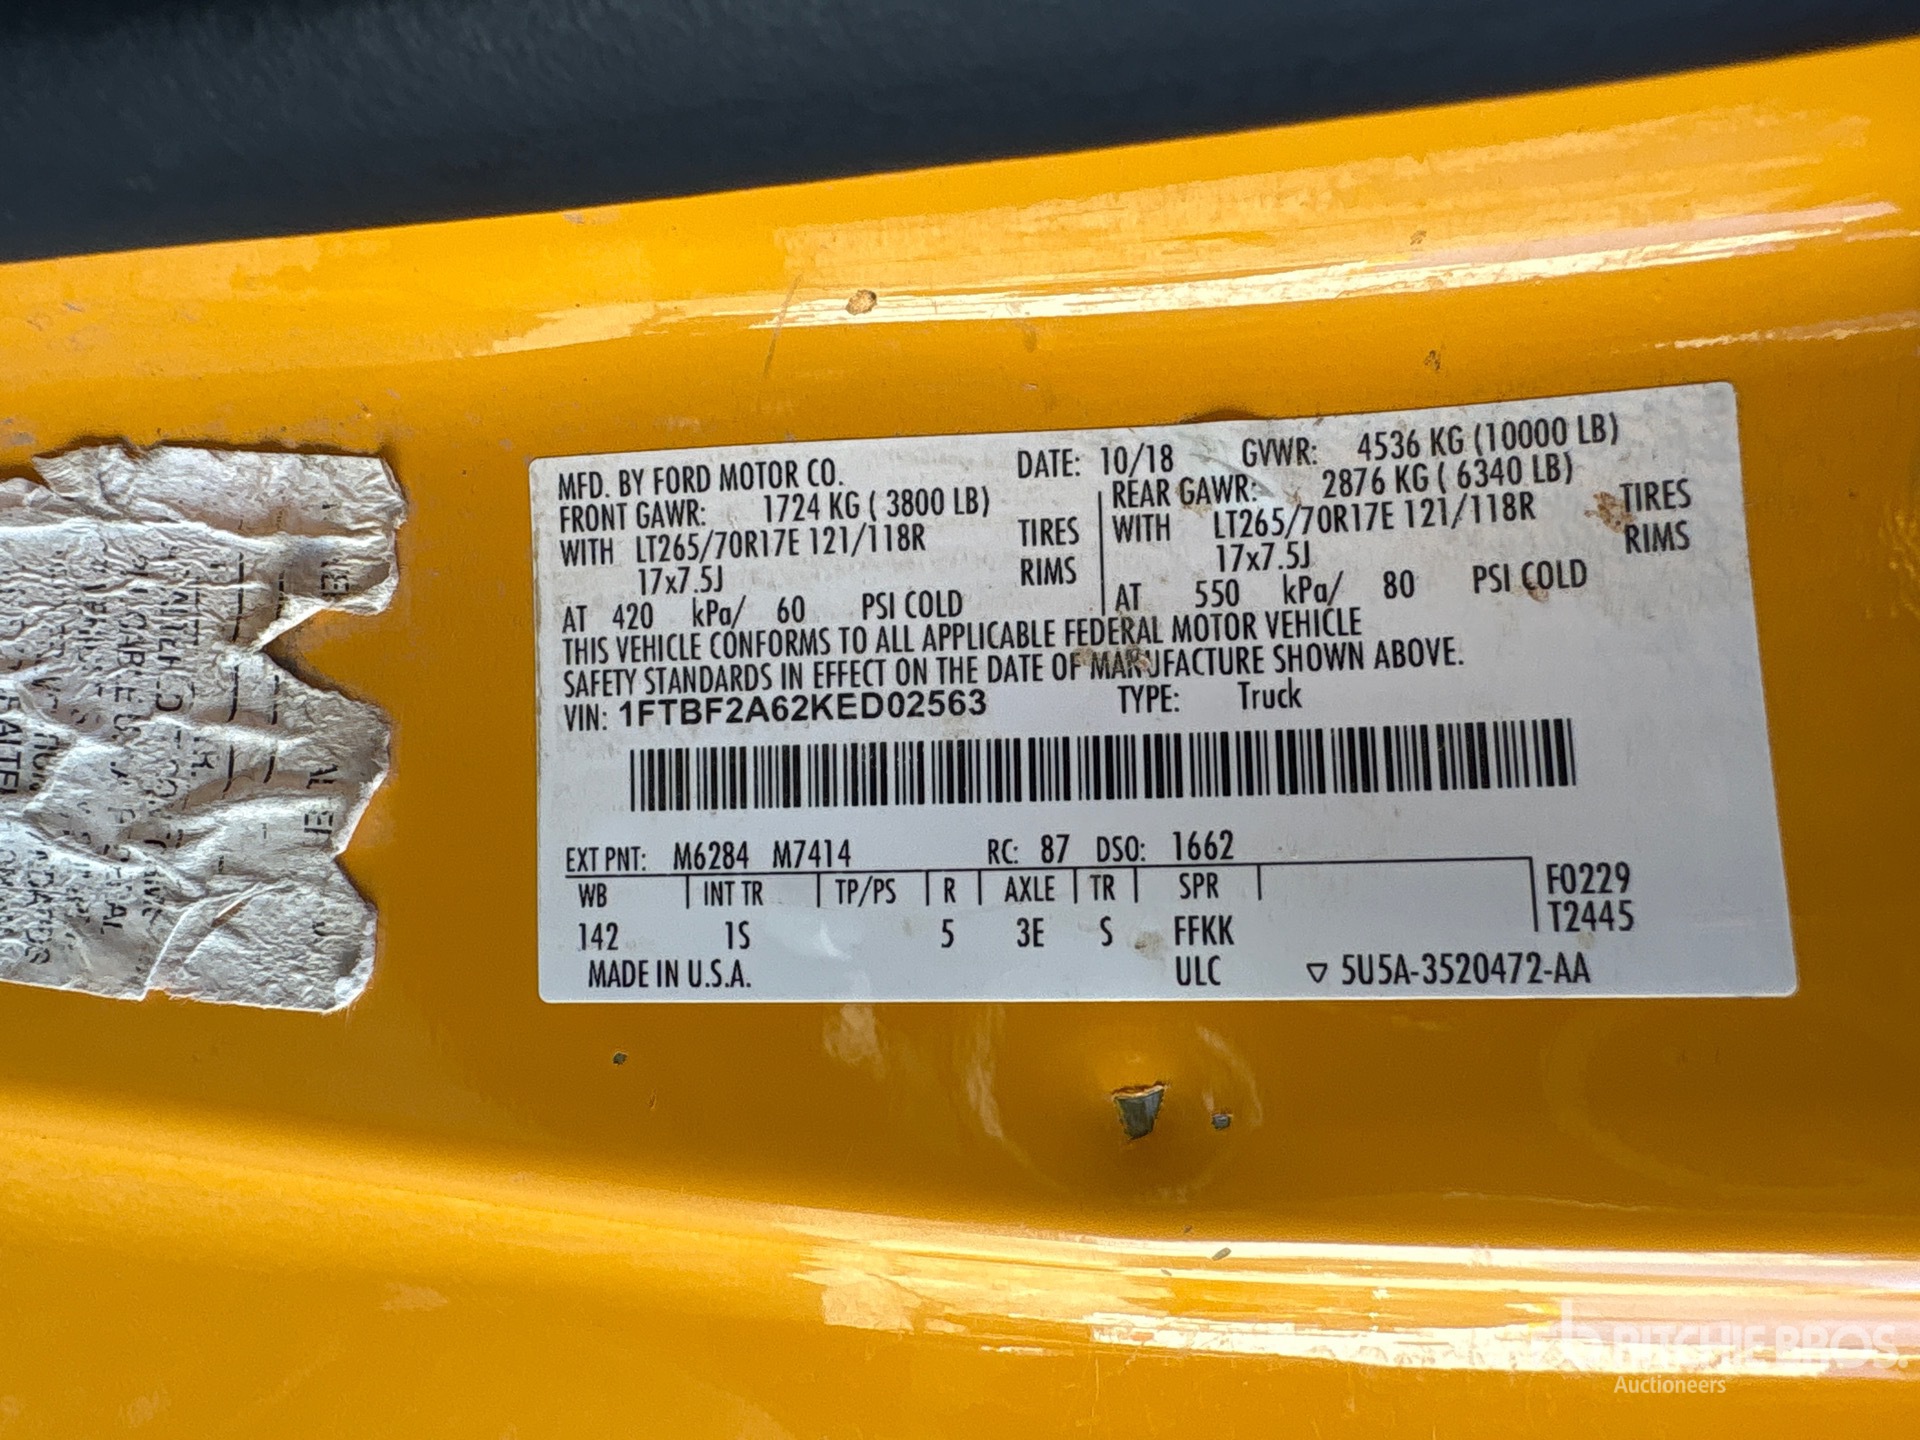 MFD. BY FORD MOTOR CO. DATE: 10/18 GVWR: 4536 KG (10000 LB)
FRONT GAWR: 1724 KG ( 3800 LB) REAR GAWR: 2876 KG ( 6340 LB)
WITH LT265/70R17E 121/118R TIRES WITH LT265/70R17E 121/118R TIRES
17x7.5J RIMS 17x7.5J RIMS
AT 420 kPa/ 60 PSI COLD AT 550 kPa/ 80 PSI COLD
THIS VEHICLE CONFORMS TO ALL APPLICABLE FEDERAL MOTOR VEHICLE
SAFETY STANDARDS IN EFFECT ON THE DATE OF MANUFACTURE SHOWN ABOVE.
VIN: 1FTBF2A62KED02563 TYPE: Truck
EXT PNT: M6284 M7414 RC: 87 DSO: 1662
WB INT TR TP/PS R AXLE TR SPR F0229
142 1S 5 3E S FFKK T2445
MADE IN U.S.A. ULC ▽ 5U5A-3520472-AA
RITCHIE BROS.
Auctioneers